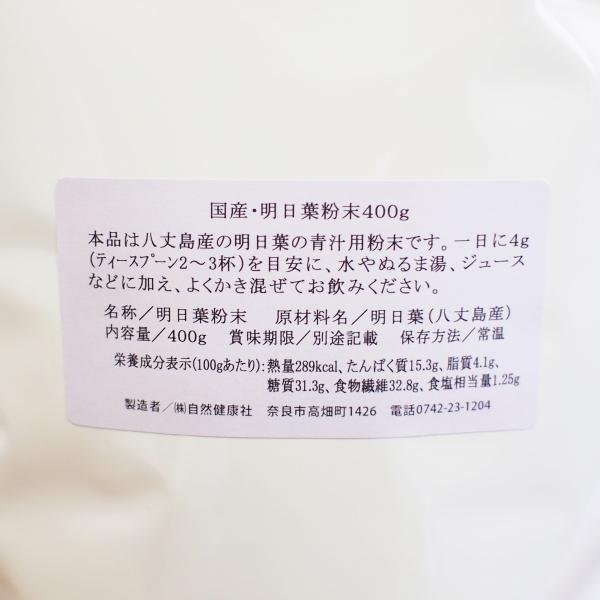 国産・明日葉粉末400g
本品は八丈島産の明日葉の青汁用粉末です。一日に4g
(ティースプーン2～3杯)を目安に、水やぬるま湯、ジュース
などに加え、よくかき混ぜてお飲みください。
名称／明日葉粉末　原材料名／明日葉(八丈島産)
内容量／400g　賞味期限／別途記載　保存方法／常温
栄養成分表示(100gあたり):熱量289kcal、たんぱく質15.3g、脂質4.1g、
糖質31.3g、食物繊維32.8g、食塩相当量1.25g
製造者／㈱自然健康社　奈良市高畑町1426　電話0742-23-1204